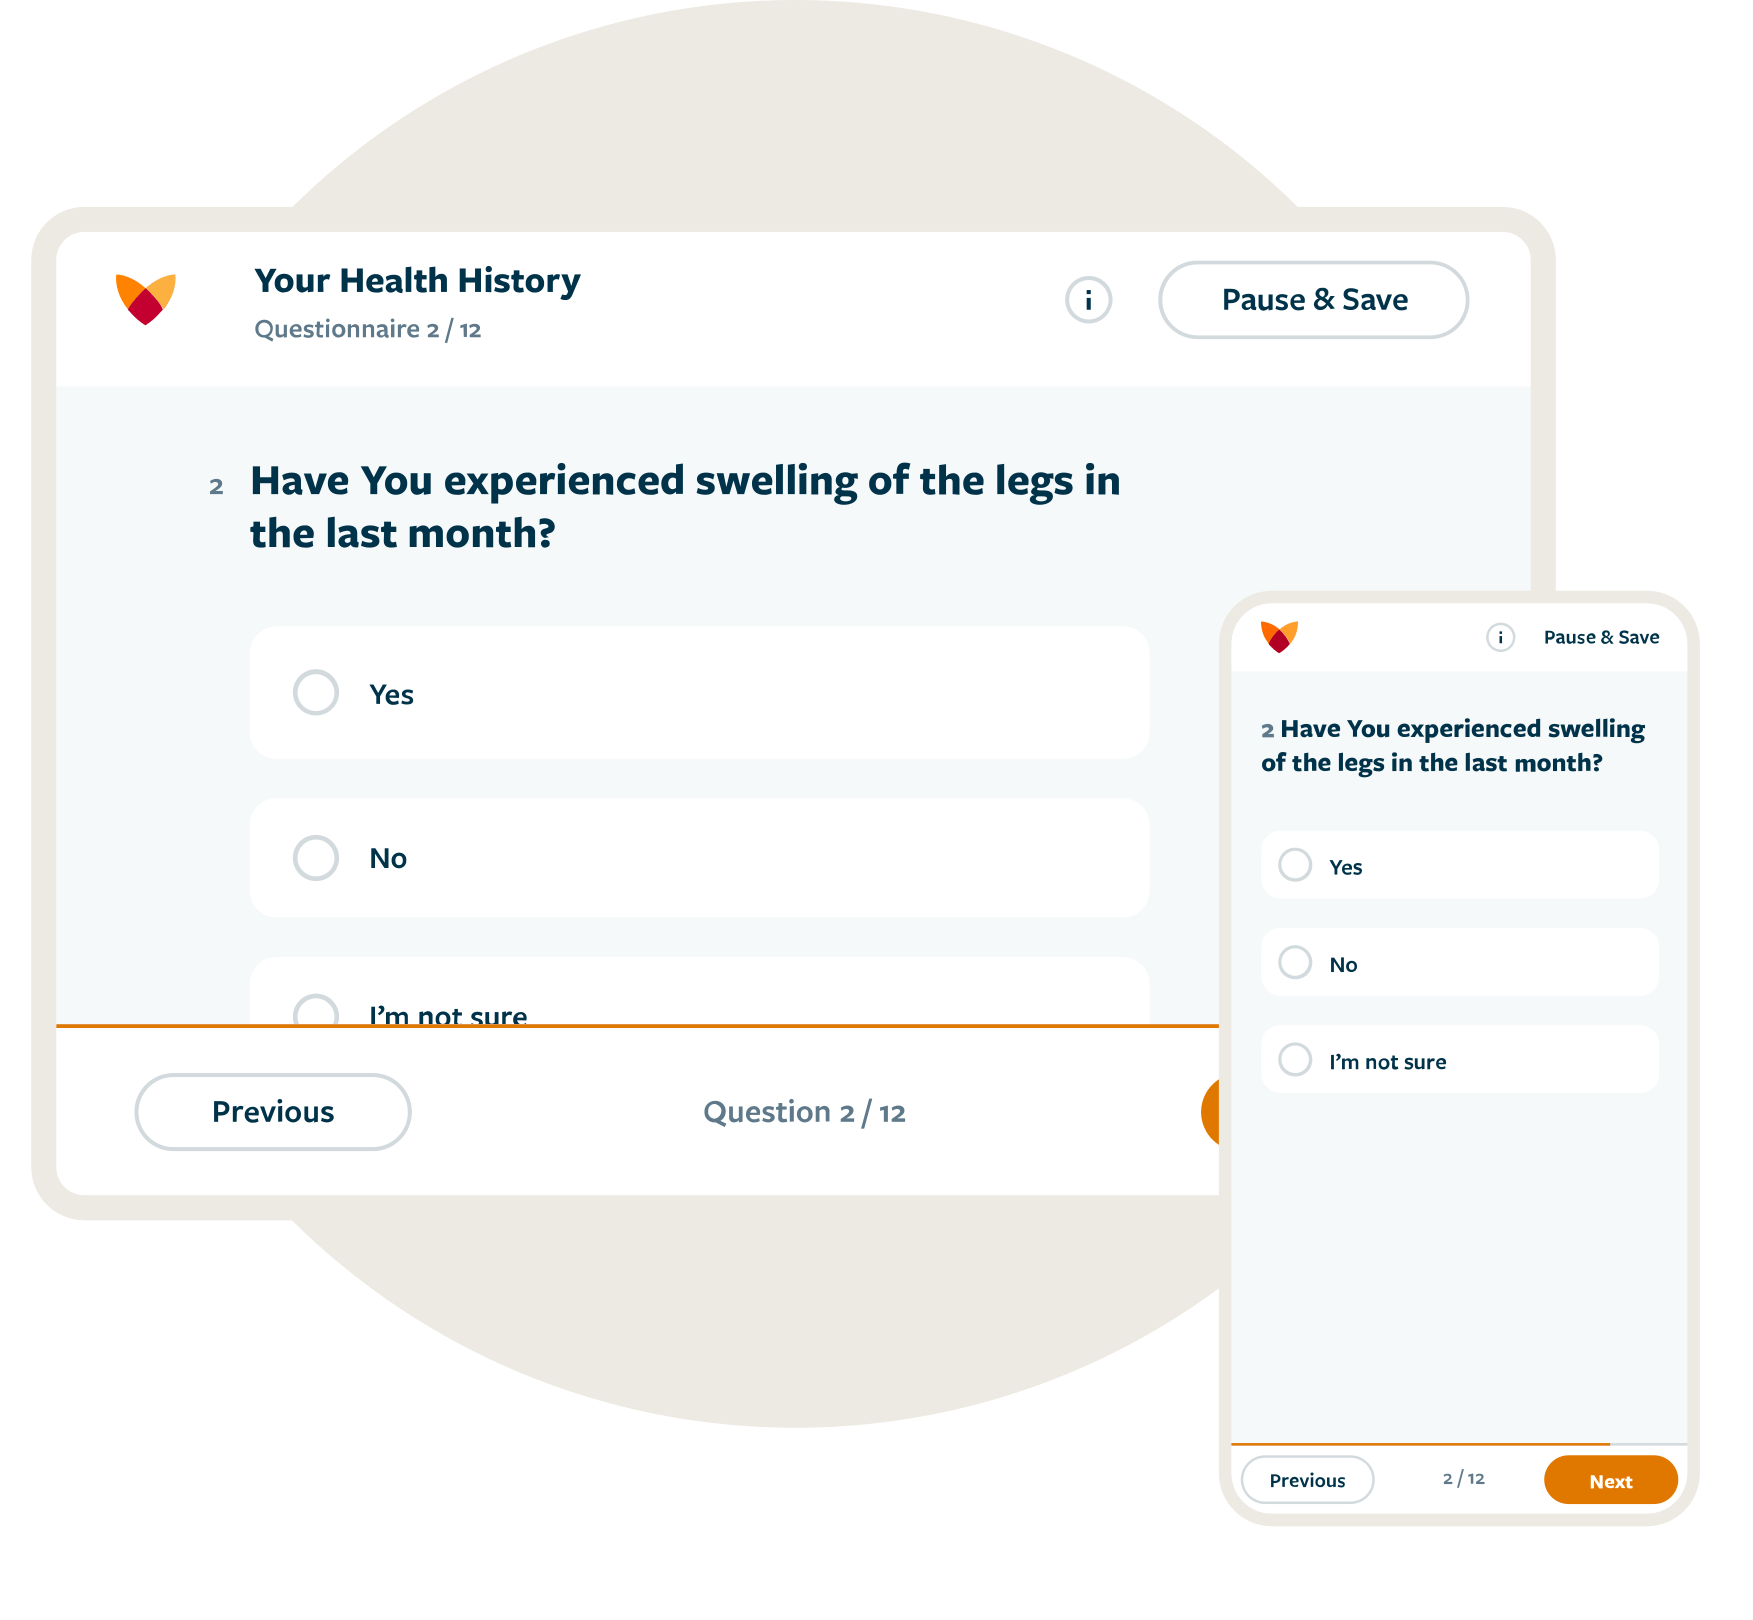 Your Health History
Questionnaire 2 / 12
i
Pause & Save
2 Have You experienced swelling of the legs in
the last month?
Yes
No
I'm not sure
Previous
Question 2 / 12
i
Pause & Save
2 Have You experienced swelling
of the legs in the last month?
Yes
No
I'm not sure
Previous
2 / 12
Next